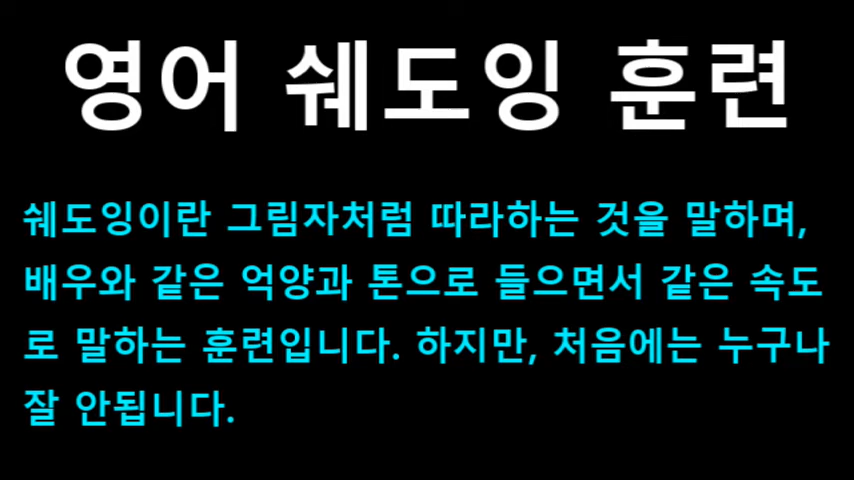 영어 쉐도잉 훈련
쉐도잉이란 그림자처럼 따라하는 것을 말하며,
배우와 같은 억양과 톤으로 들으면서 같은 속도
로 말하는 훈련입니다. 하지만, 처음에는 누구나
잘 안됩니다.